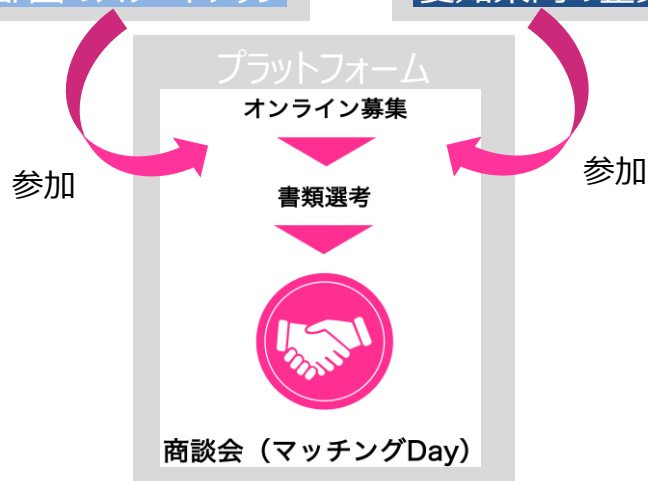 プラットフォーム
オンライン募集
参加
参加
書類選考
商談会（マッチングDay）